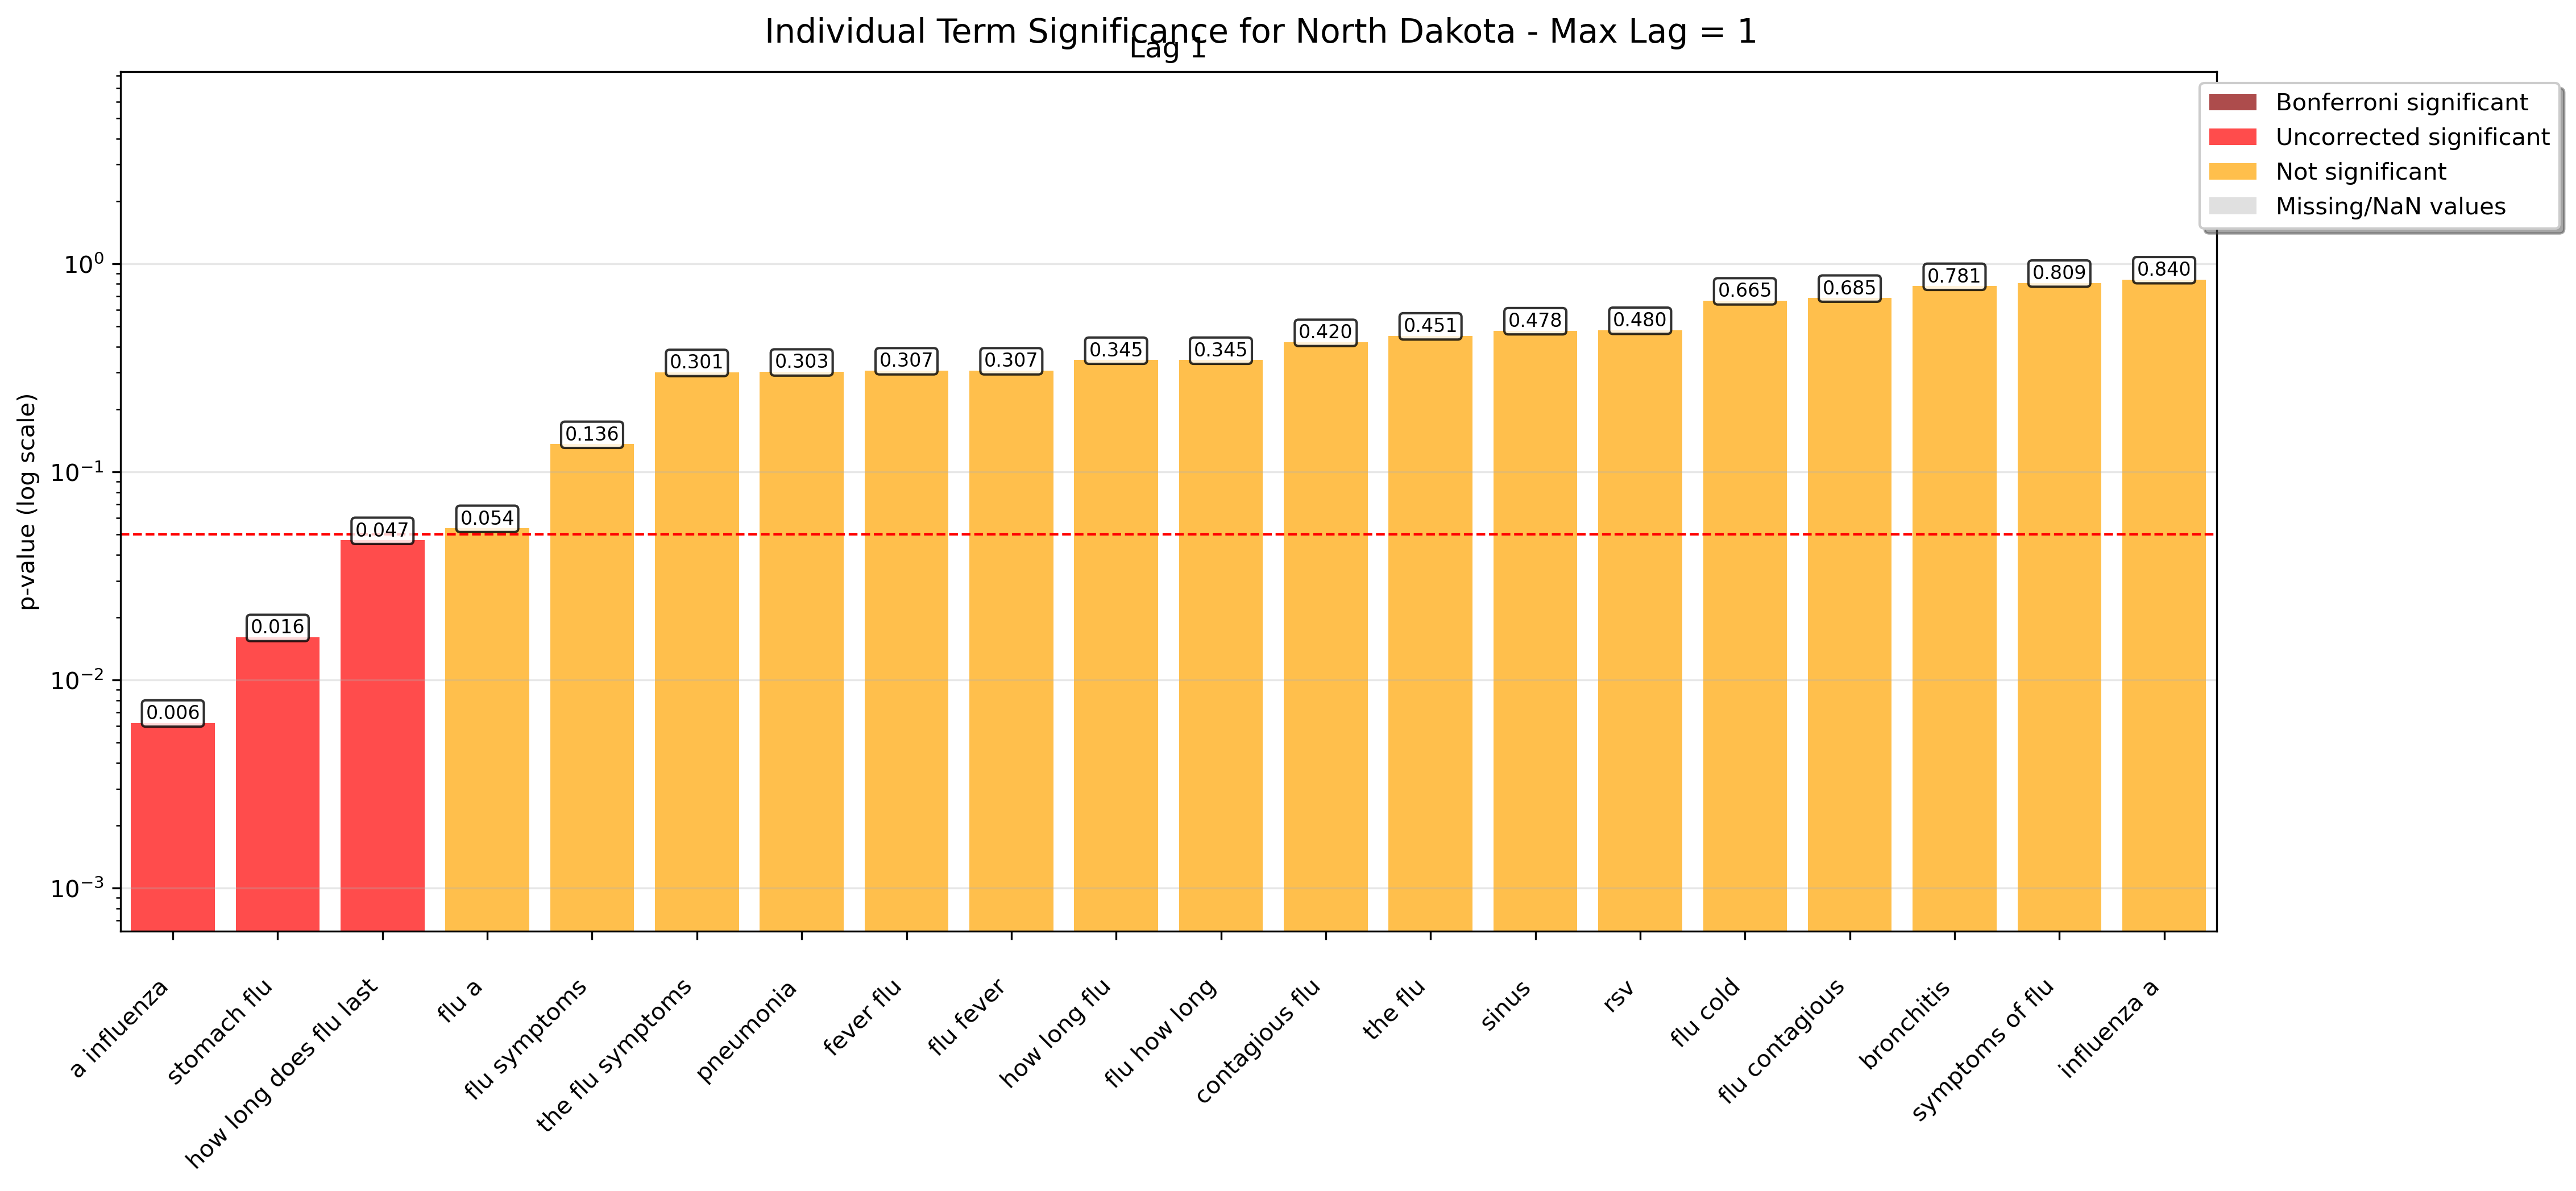 Individual Term Significance for North Dakota - Max Lag = 1
Lag 1
Bonferroni significant
Uncorrected significant
Not significant
Missing/NaN values
p-value (log scale)
10⁰
10⁻¹
10⁻²
10⁻³
0.006
0.016
0.047
0.054
0.136
0.301
0.303
0.307
0.307
0.345
0.345
0.420
0.451
0.478
0.480
0.665
0.685
0.781
0.809
0.840
a influenza
stomach flu
how long does flu last
flu a
flu symptoms
the flu symptoms
pneumonia
fever flu
flu fever
how long flu
flu how long
contagious flu
the flu
sinus
rsv
flu cold
flu contagious
bronchitis
symptoms of flu
influenza a